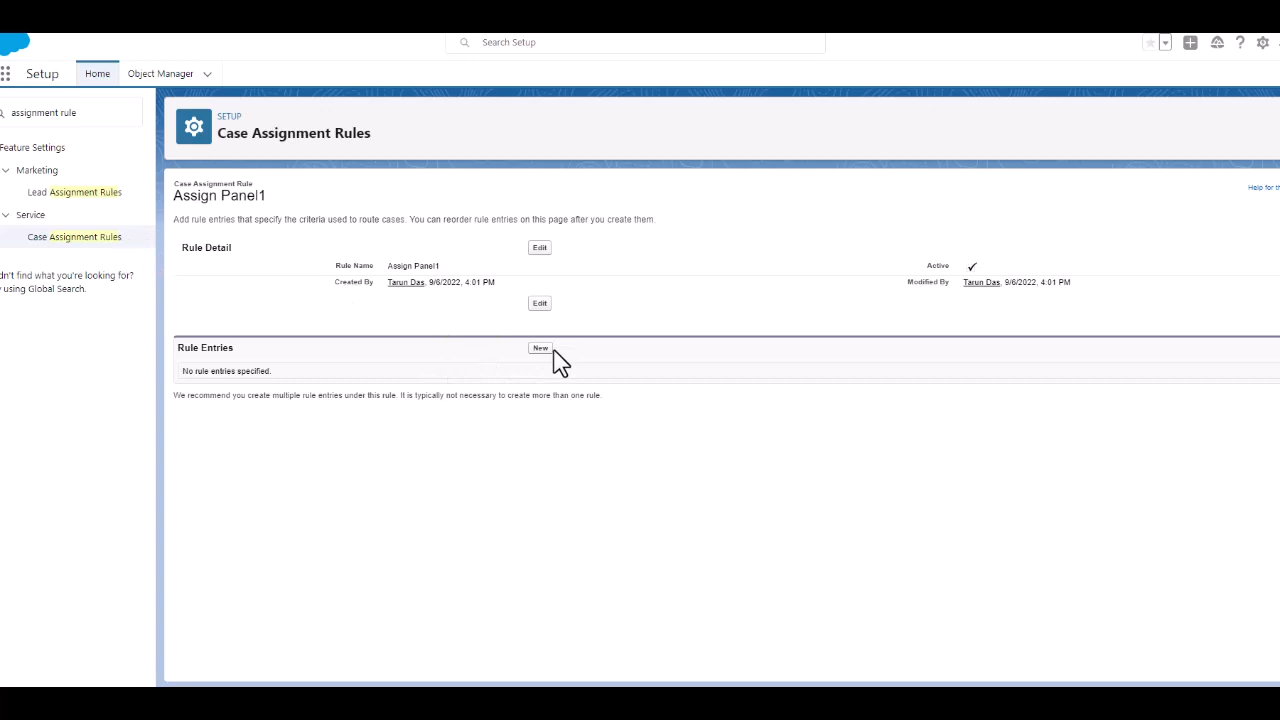 Search Setup
Setup
Home
Object Manager
assignment rule
SETUP
Case Assignment Rules
Feature Settings
Marketing
Lead Assignment Rules
Service
Case Assignment Rules
dn't find what you're looking for?
using Global Search.
Case Assignment Rule
Assign Panel1
Help for th
Add rule entries that specify the criteria used to route cases. You can reorder rule entries on this page after you create them.
Rule Detail
Edit
Rule Name Assign Panel1 Active
Created By Tarun Das, 9/6/2022, 4:01 PM Modified By Tarun Das, 9/6/2022, 4:01 PM
Edit
Rule Entries
New
No rule entries specified.
We recommend you create multiple rule entries under this rule. It is typically not necessary to create more than one rule.